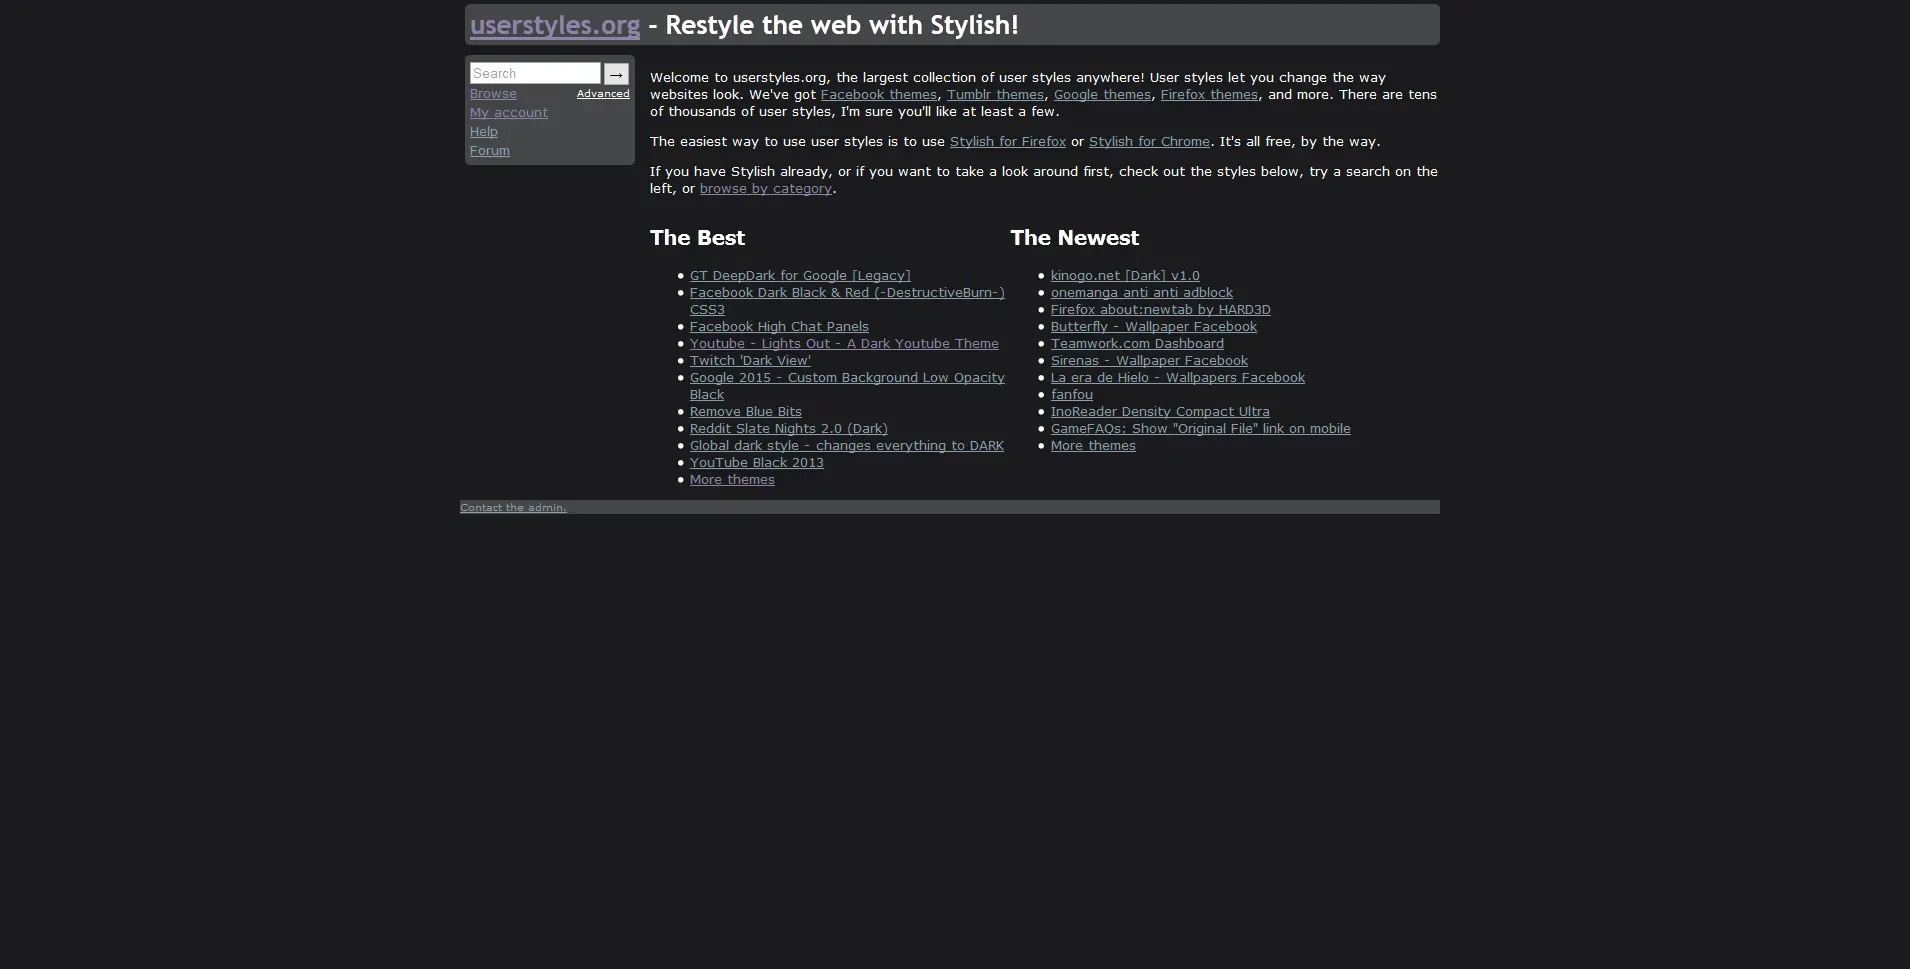 userstyles.org - Restyle the web with Stylish!
Search →
Browse Advanced
My account
Help
Forum
Welcome to userstyles.org, the largest collection of user styles anywhere! User styles let you change the way
websites look. We've got Facebook themes, Tumblr themes, Google themes, Firefox themes, and more. There are tens
of thousands of user styles, I'm sure you'll like at least a few.
The easiest way to use user styles is to use Stylish for Firefox or Stylish for Chrome. It's all free, by the way.
If you have Stylish already, or if you want to take a look around first, check out the styles below, try a search on the
left, or browse by category.
The Best
GT DeepDark for Google [Legacy]
Facebook Dark Black & Red (-DestructiveBurn-)
CSS3
Facebook High Chat Panels
Youtube - Lights Out - A Dark Youtube Theme
Twitch 'Dark View'
Google 2015 - Custom Background Low Opacity
Black
Remove Blue Bits
Reddit Slate Nights 2.0 (Dark)
Global dark style - changes everything to DARK
YouTube Black 2013
More themes
The Newest
kinogo.net [Dark] v1.0
onemanga anti anti adblock
Firefox about:newtab by HARD3D
Butterfly - Wallpaper Facebook
Teamwork.com Dashboard
Sirenas - Wallpaper Facebook
La era de Hielo - Wallpapers Facebook
fanfou
InoReader Density Compact Ultra
GameFAQs: Show "Original File" link on mobile
More themes
Contact the admin.